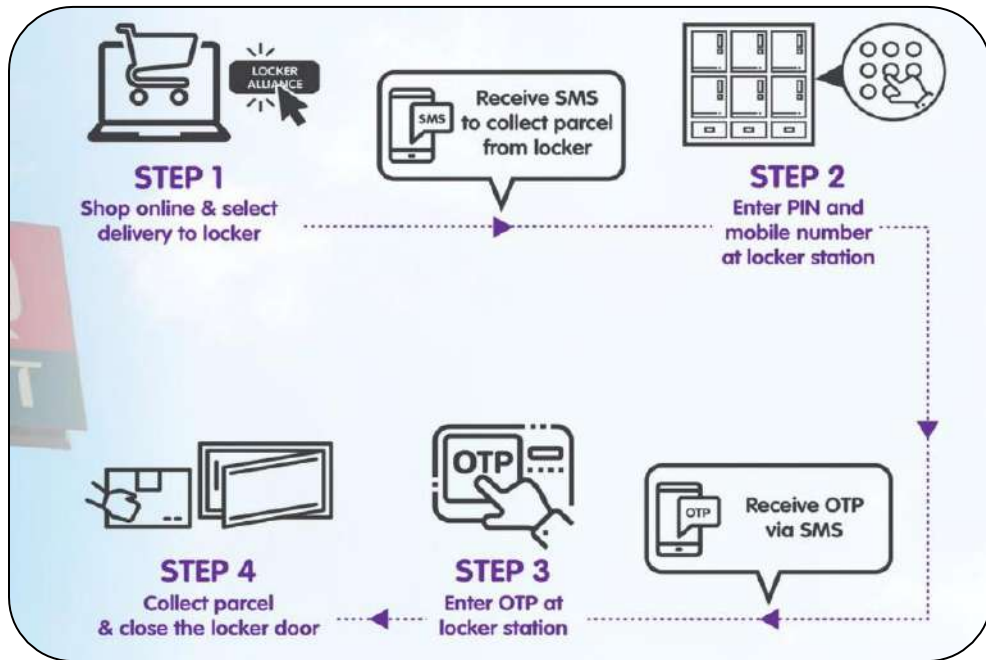 LOCKER
ALLIANCE
STEP 1
Shop online & select
delivery to locker
SMS
Receive SMS
to collect parcel
from locker
STEP 2
Enter PIN and
mobile number
at locker station
OTP
Receive OTP
via SMS
OTP
STEP 3
Enter OTP at
locker station
STEP 4
Collect parcel
& close the locker door